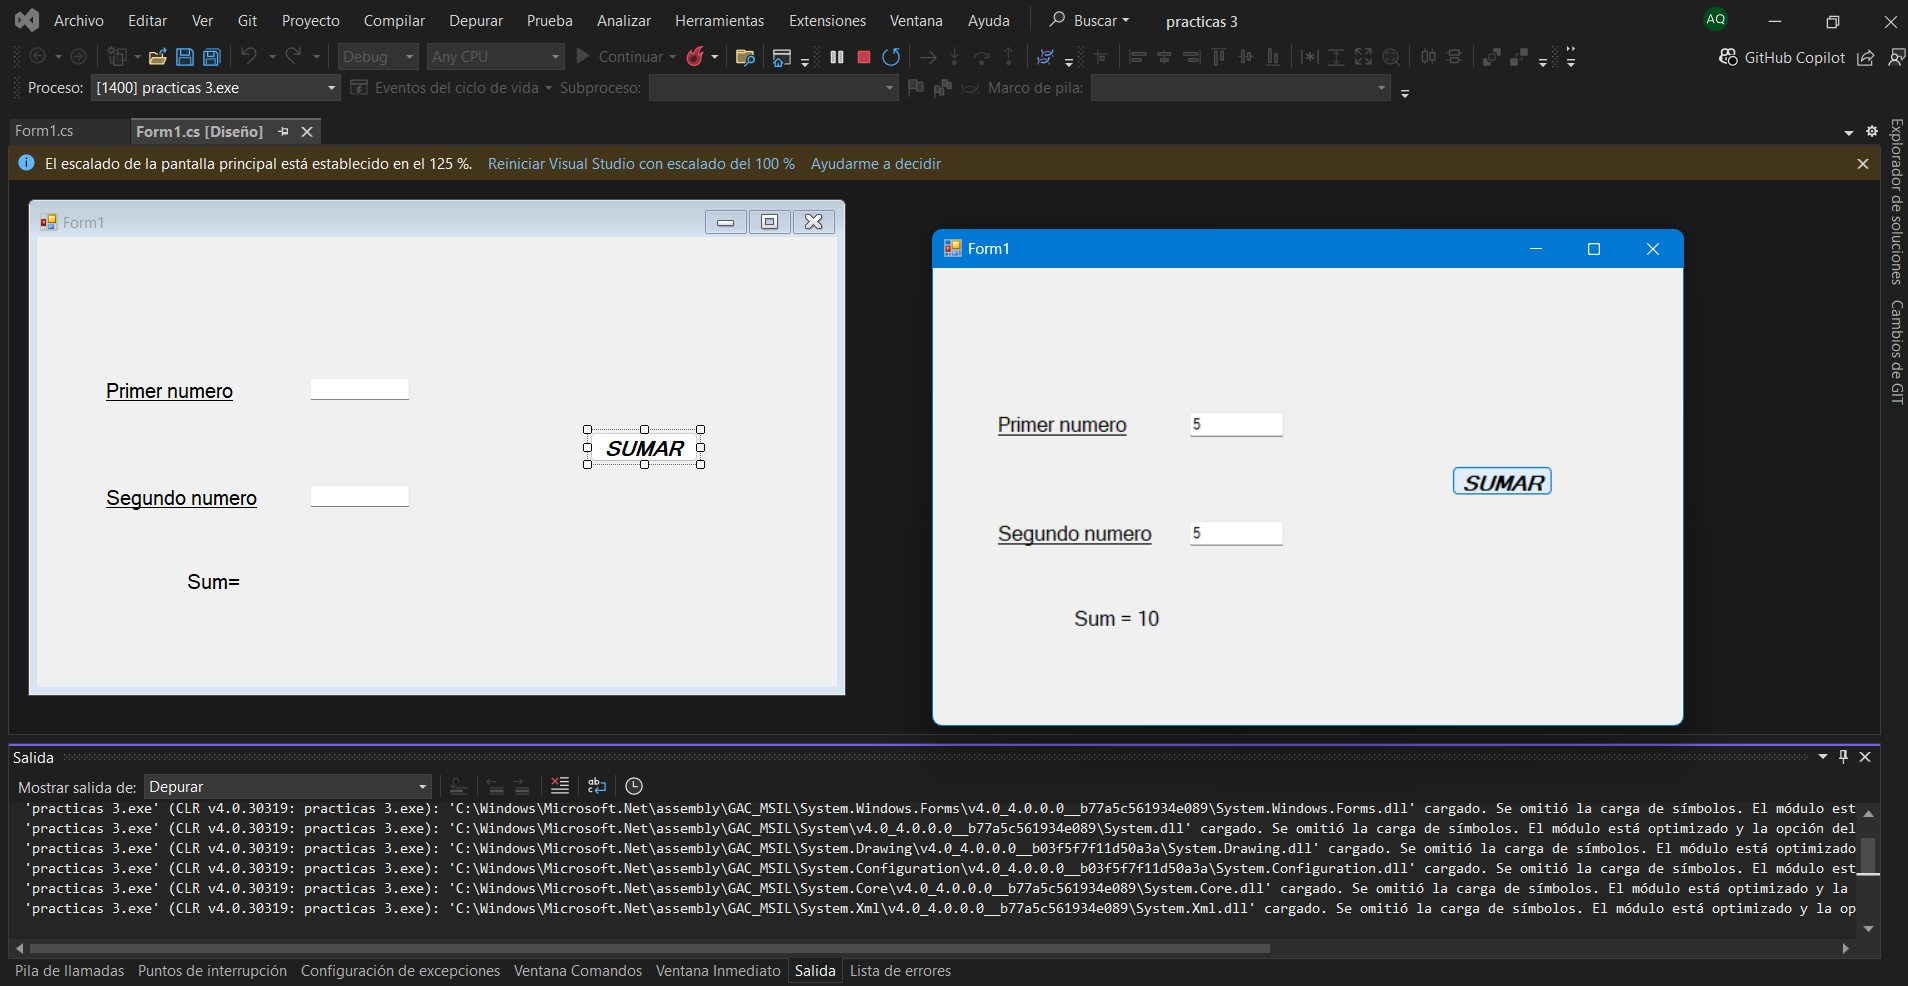 Archivo Editar Ver Git Proyecto Compilar Depurar Prueba Analizar Herramientas Extensiones Ventana Ayuda Buscar practicas 3 AQ
Debug Any CPU Continuar GitHub Copilot
Proceso: [1400] practicas 3.exe Eventos del ciclo de vida Subproceso: Marco de pila:
Form1.cs Form1.cs [Diseño]
El escalado de la pantalla principal está establecido en el 125 %. Reiniciar Visual Studio con escalado del 100 % Ayudarme a decidir
Form1
Primer numero
SUMAR
Segundo numero
Sum=
Form1
Primer numero 5
SUMAR
Segundo numero 5
Sum = 10
Explorador de soluciones
Cambios de GIT
Salida
Mostrar salida de: Depurar
'practicas 3.exe' (CLR v4.0.30319: practicas 3.exe): 'C:\Windows\Microsoft.Net\assembly\GAC_MSIL\System.Windows.Forms\v4.0_4.0.0.0__b77a5c561934e089\System.Windows.Forms.dll' cargado. Se omitió la carga de símbolos. El módulo est
'practicas 3.exe' (CLR v4.0.30319: practicas 3.exe): 'C:\Windows\Microsoft.Net\assembly\GAC_MSIL\System\v4.0_4.0.0.0__b77a5c561934e089\System.dll' cargado. Se omitió la carga de símbolos. El módulo está optimizado y la opción del
'practicas 3.exe' (CLR v4.0.30319: practicas 3.exe): 'C:\Windows\Microsoft.Net\assembly\GAC_MSIL\System.Drawing\v4.0_4.0.0.0__b03f5f7f11d50a3a\System.Drawing.dll' cargado. Se omitió la carga de símbolos. El módulo está optimizado
'practicas 3.exe' (CLR v4.0.30319: practicas 3.exe): 'C:\Windows\Microsoft.Net\assembly\GAC_MSIL\System.Configuration\v4.0_4.0.0.0__b03f5f7f11d50a3a\System.Configuration.dll' cargado. Se omitió la carga de símbolos. El módulo est
'practicas 3.exe' (CLR v4.0.30319: practicas 3.exe): 'C:\Windows\Microsoft.Net\assembly\GAC_MSIL\System.Core\v4.0_4.0.0.0__b77a5c561934e089\System.Core.dll' cargado. Se omitió la carga de símbolos. El módulo está optimizado y la
'practicas 3.exe' (CLR v4.0.30319: practicas 3.exe): 'C:\Windows\Microsoft.Net\assembly\GAC_MSIL\System.Xml\v4.0_4.0.0.0__b77a5c561934e089\System.Xml.dll' cargado. Se omitió la carga de símbolos. El módulo está optimizado y la op
Pila de llamadas Puntos de interrupción Configuración de excepciones Ventana Comandos Ventana Inmediato Salida Lista de errores